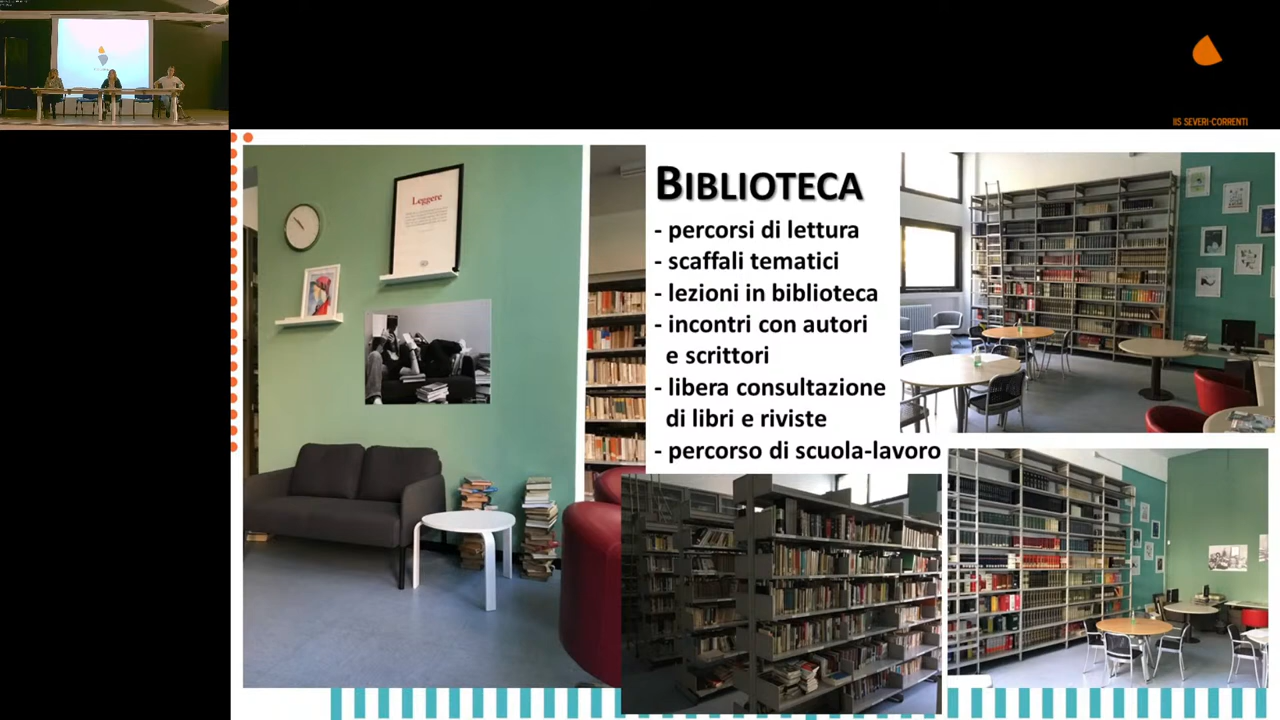 IIS SEVERI-CORRENTI
BIBLIOTECA
- percorsi di lettura
- scaffali tematici
- lezioni in biblioteca
- incontri con autori
e scrittori
- libera consultazione
di libri e riviste
- percorso di scuola-lavoro
Leggere